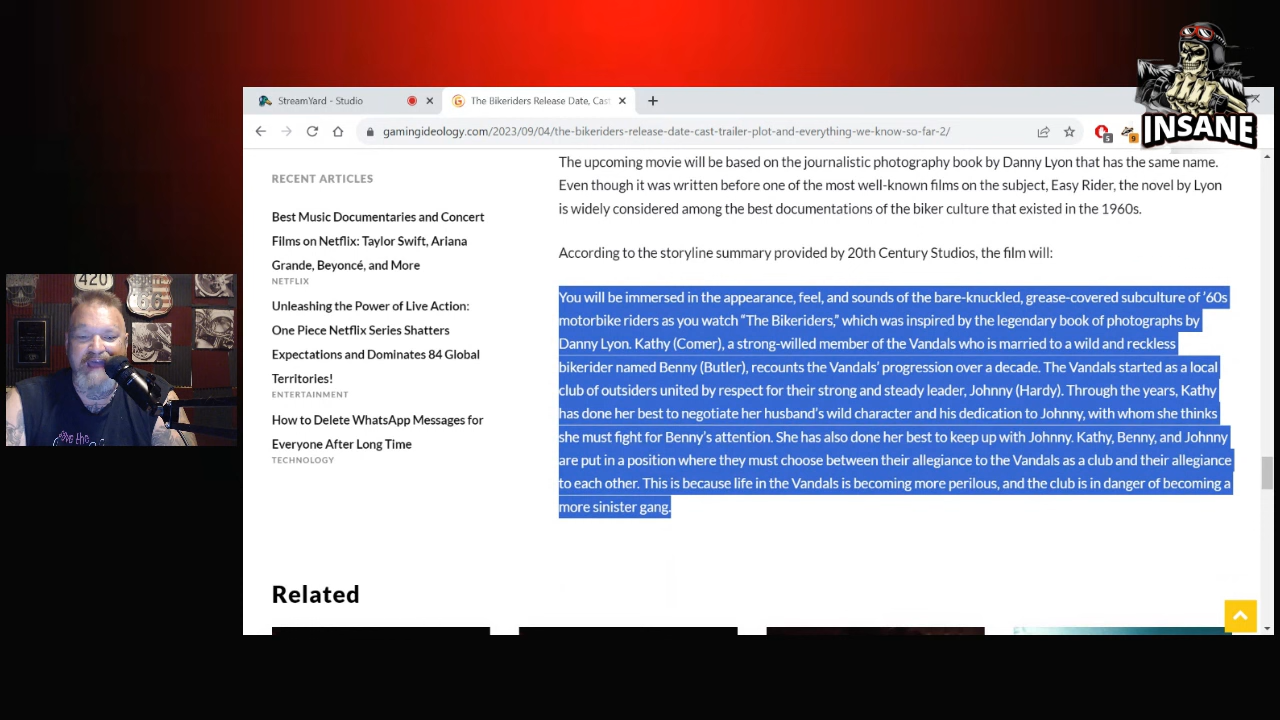 INSANE
StreamYard - Studio
The Bikeriders Release Date, Cast
gamingideology.com/2023/09/04/the-bikeriders-release-date-cast-trailer-plot-and-everything-we-know-so-far-2/
5
9
RECENT ARTICLES
Best Music Documentaries and Concert
Films on Netflix: Taylor Swift, Ariana
Grande, Beyoncé, and More
NETFLIX
Unleashing the Power of Live Action:
One Piece Netflix Series Shatters
Expectations and Dominates 84 Global
Territories!
ENTERTAINMENT
How to Delete WhatsApp Messages for
Everyone After Long Time
TECHNOLOGY
The upcoming movie will be based on the journalistic photography book by Danny Lyon that has the same name.
Even though it was written before one of the most well-known films on the subject, Easy Rider, the novel by Lyon
is widely considered among the best documentations of the biker culture that existed in the 1960s.
According to the storyline summary provided by 20th Century Studios, the film will:
You will be immersed in the appearance, feel, and sounds of the bare-knuckled, grease-covered subculture of ’60s
motorbike riders as you watch “The Bikeriders,” which was inspired by the legendary book of photographs by
Danny Lyon. Kathy (Comer), a strong-willed member of the Vandals who is married to a wild and reckless
bikerider named Benny (Butler), recounts the Vandals’ progression over a decade. The Vandals started as a local
club of outsiders united by respect for their strong and steady leader, Johnny (Hardy). Through the years, Kathy
has done her best to negotiate her husband’s wild character and his dedication to Johnny, with whom she thinks
she must fight for Benny’s attention. She has also done her best to keep up with Johnny. Kathy, Benny, and Johnny
are put in a position where they must choose between their allegiance to the Vandals as a club and their allegiance
to each other. This is because life in the Vandals is becoming more perilous, and the club is in danger of becoming a
more sinister gang.
Related
420